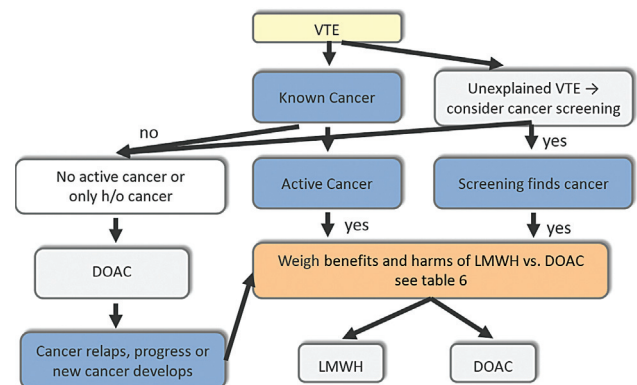 VTE
Known Cancer
Unexplained VTE →
consider cancer screening
no
yes
No active cancer or
only h/o cancer
Active Cancer
Screening finds cancer
yes
yes
DOAC
Weigh benefits and harms of LMWH vs. DOAC
see table 6
Cancer relaps, progress or
new cancer develops
LMWH
DOAC